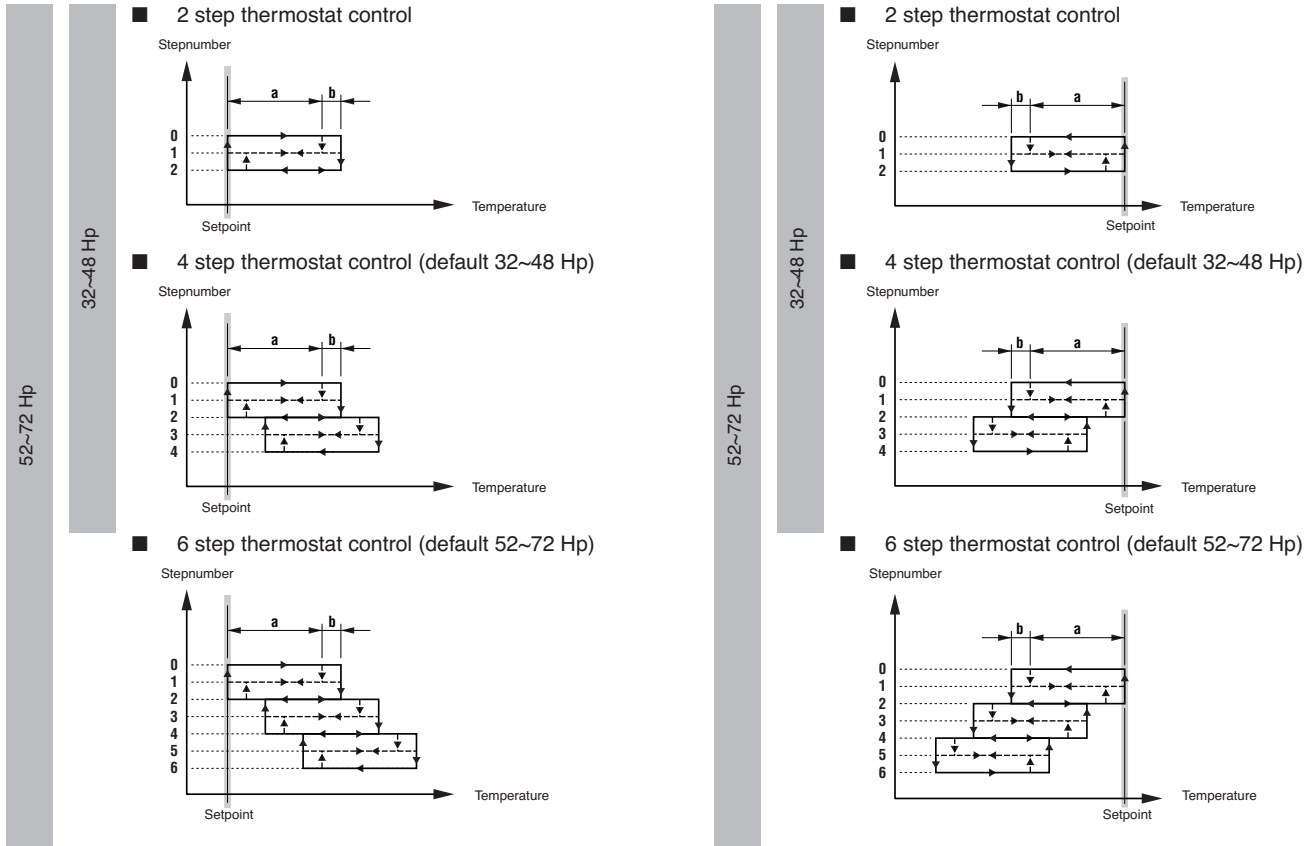 52~72 Hp
32~48 Hp
■ 2 step thermostat control
Stepnumber
a
b
0
1
2
Temperature
Setpoint
■ 4 step thermostat control (default 32~48 Hp)
Stepnumber
a
b
0
1
2
3
4
Temperature
Setpoint
■ 6 step thermostat control (default 52~72 Hp)
Stepnumber
a
b
0
1
2
3
4
5
6
Temperature
Setpoint
52~72 Hp
32~48 Hp
■ 2 step thermostat control
Stepnumber
b
a
0
1
2
Temperature
Setpoint
■ 4 step thermostat control (default 32~48 Hp)
Stepnumber
b
a
0
1
2
3
4
Temperature
Setpoint
■ 6 step thermostat control (default 52~72 Hp)
Stepnumber
b
a
0
1
2
3
4
5
6
Temperature
Setpoint